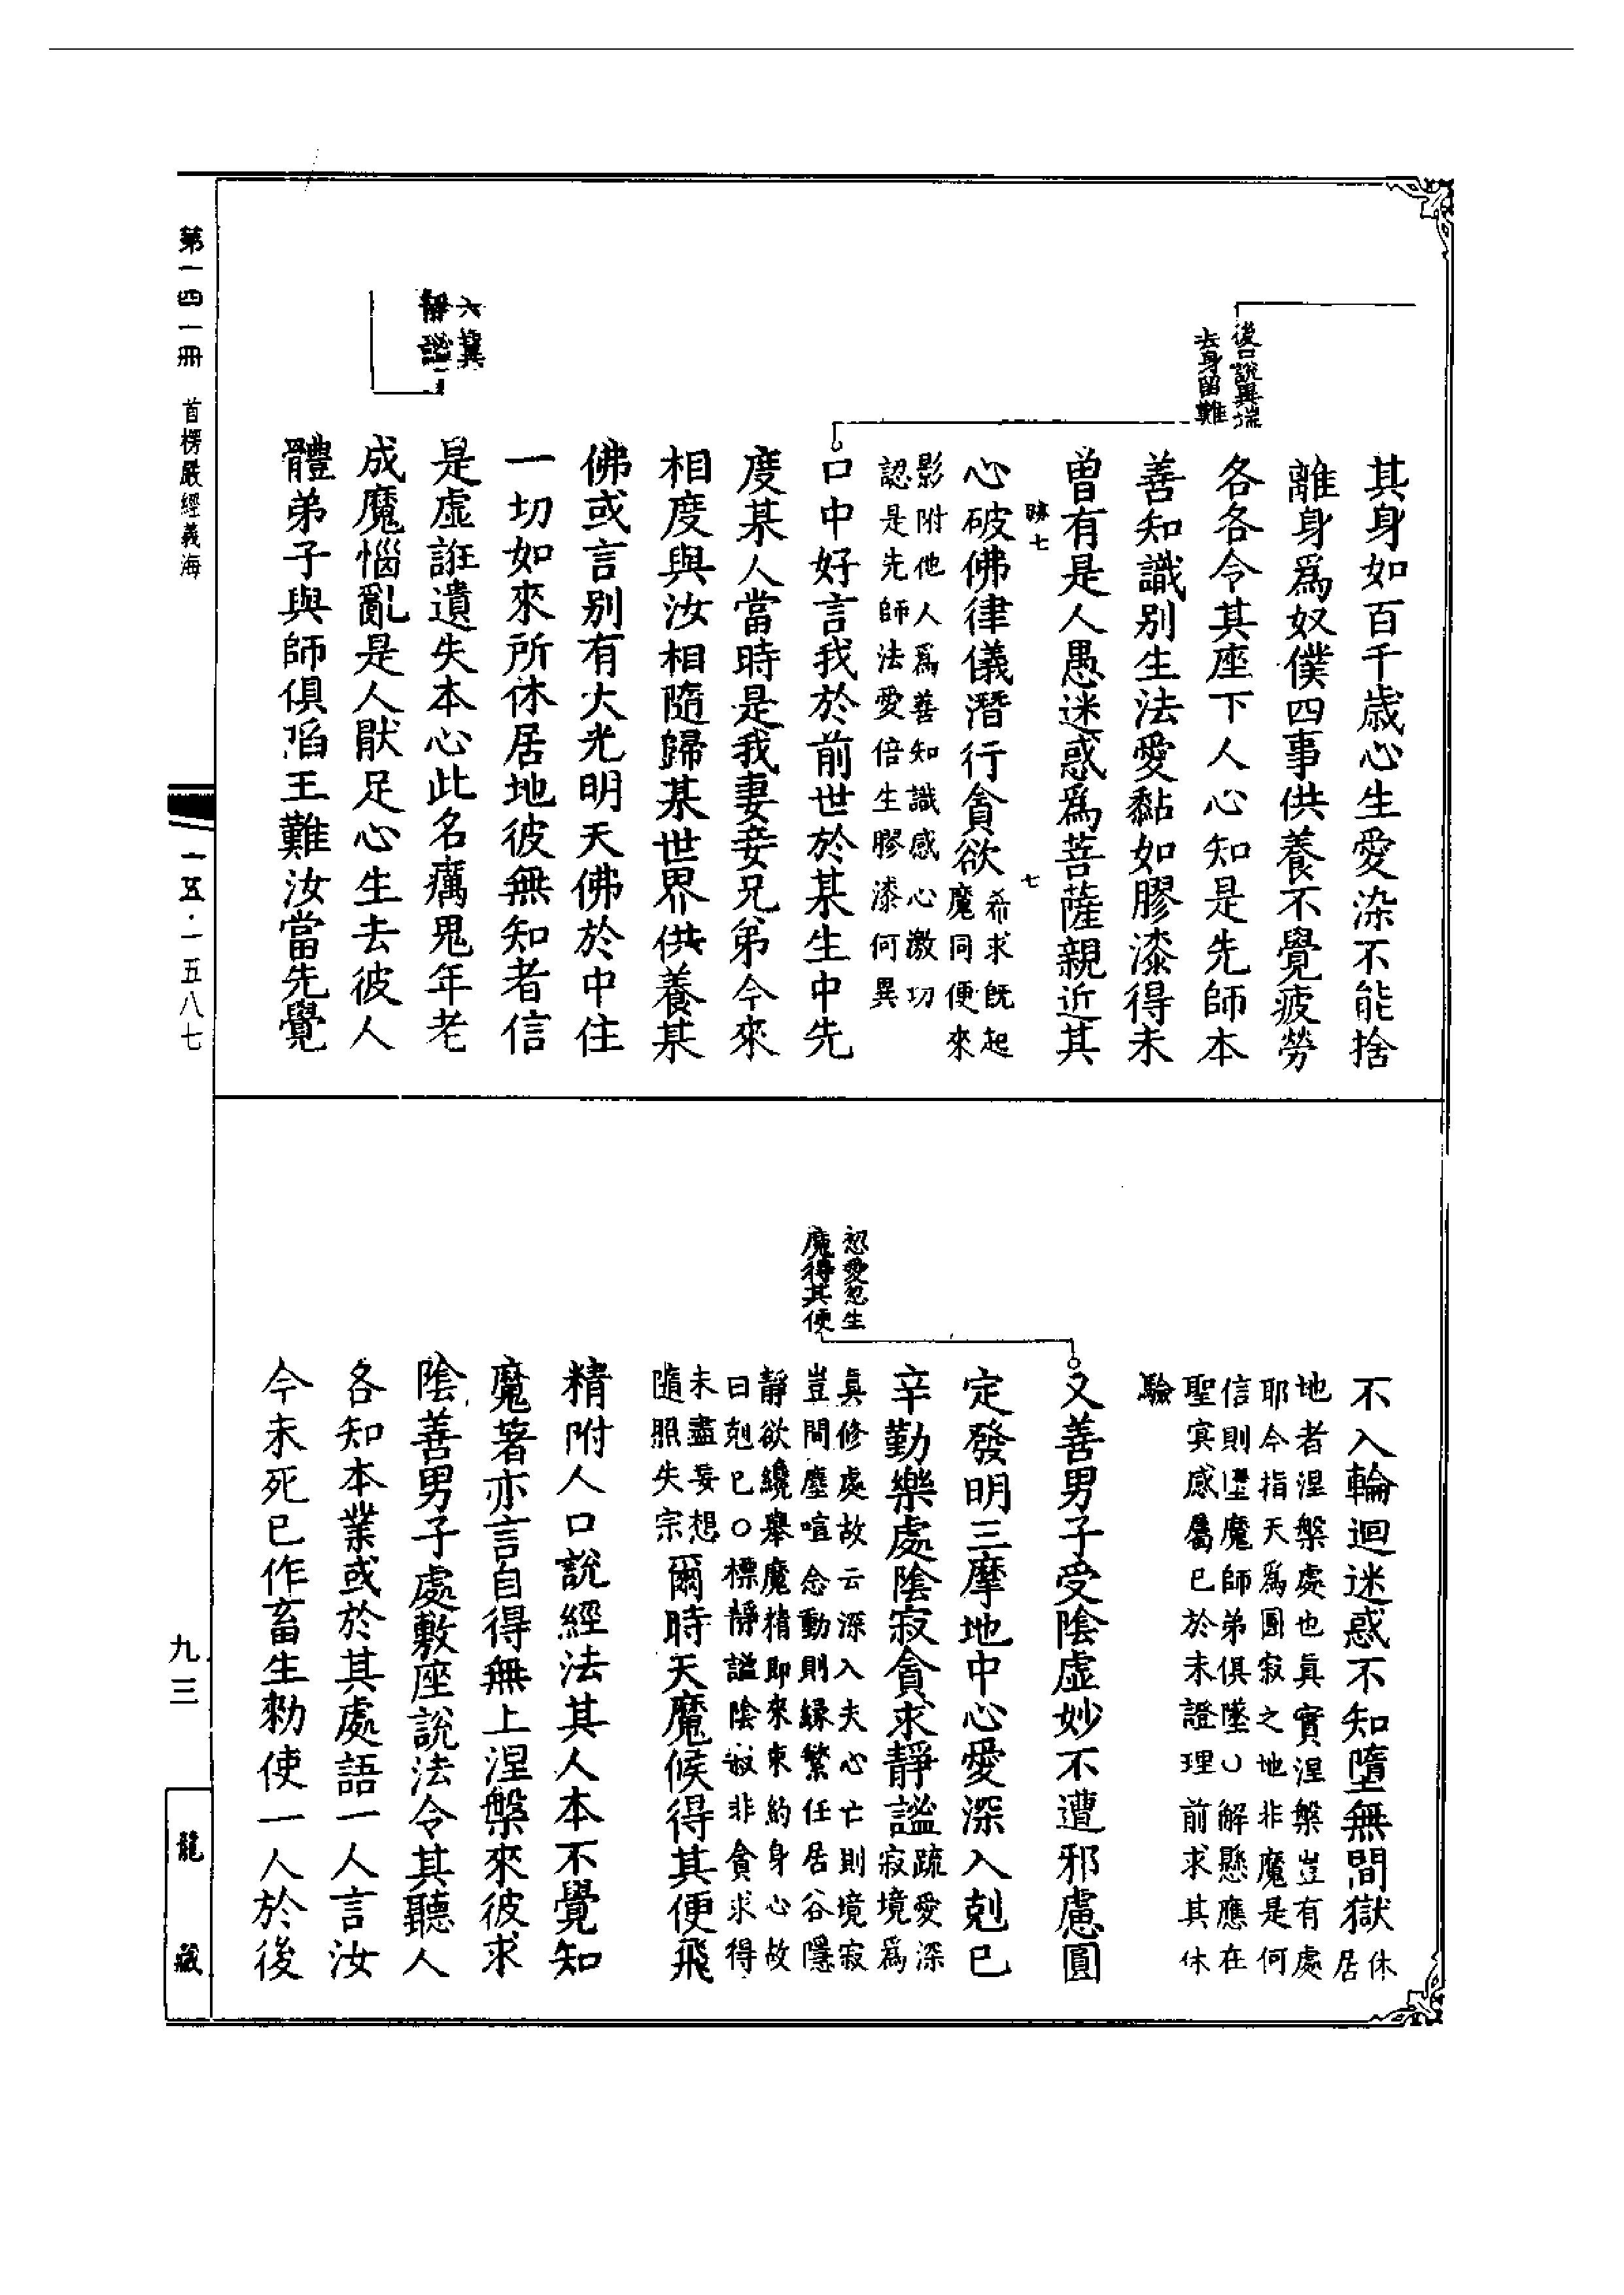 後口說異端
去身留難
其身如百千歲心生愛染不能捨
離身爲奴僕四事供養不覺疲勞
各各令其座下人心知是先師本
善知識別生法愛黏如膠漆得未
曾有是人愚迷惑爲菩薩親近其
心破佛律儀潛行貪欲
希求既起
魔同便來
影附他人爲善知識感心激切
認是先師法愛倍生膠漆何異
口中好言我於前世於某生中先
度某人當時是我妻妾兄弟今來
相度與汝相隨歸某世界供養某
佛或言别有大光明天佛於中住
一切如來所休居地彼無知者信
是虛誑遺失本心此名癘鬼年老
成魔惱亂是人厭足心生去彼人
體弟子與師俱陷王難汝當先覺
第一四一冊
首楞嚴經義海
一五·一五八七
不入輪迴迷惑不知墮無間獄
休
居
地者涅槃處也真實涅槃豈有處
耶今指天爲圓寂之地非魔是何
信則墮魔師弟俱墜
解懸應在
聖寘感屬已於未證理前求其休
驗
忽愛忽生
魔得其便
又善男子受陰虛妙不遭邪慮圓
定發明三摩地中心愛深入剋已
辛勤樂處陰寂貪求靜謐
疏愛深
寂境爲
真修處故云深入夫心亡則境寂
豈間塵喧念動則緣繁任居谷隱
靜欲纔舉魔精即來束約身心故
曰剋已○標靜謐陰寂非貪求得
未盡妄想
隨照失宗
爾時天魔候得其便飛
精附人口說經法其人本不覺知
魔著亦言自得無上涅槃來彼求
陰善男子處敷座說法令其聽人
各知本業或於其處語一人言汝
今未死已作畜生勑使一人於後
九三
龍藏